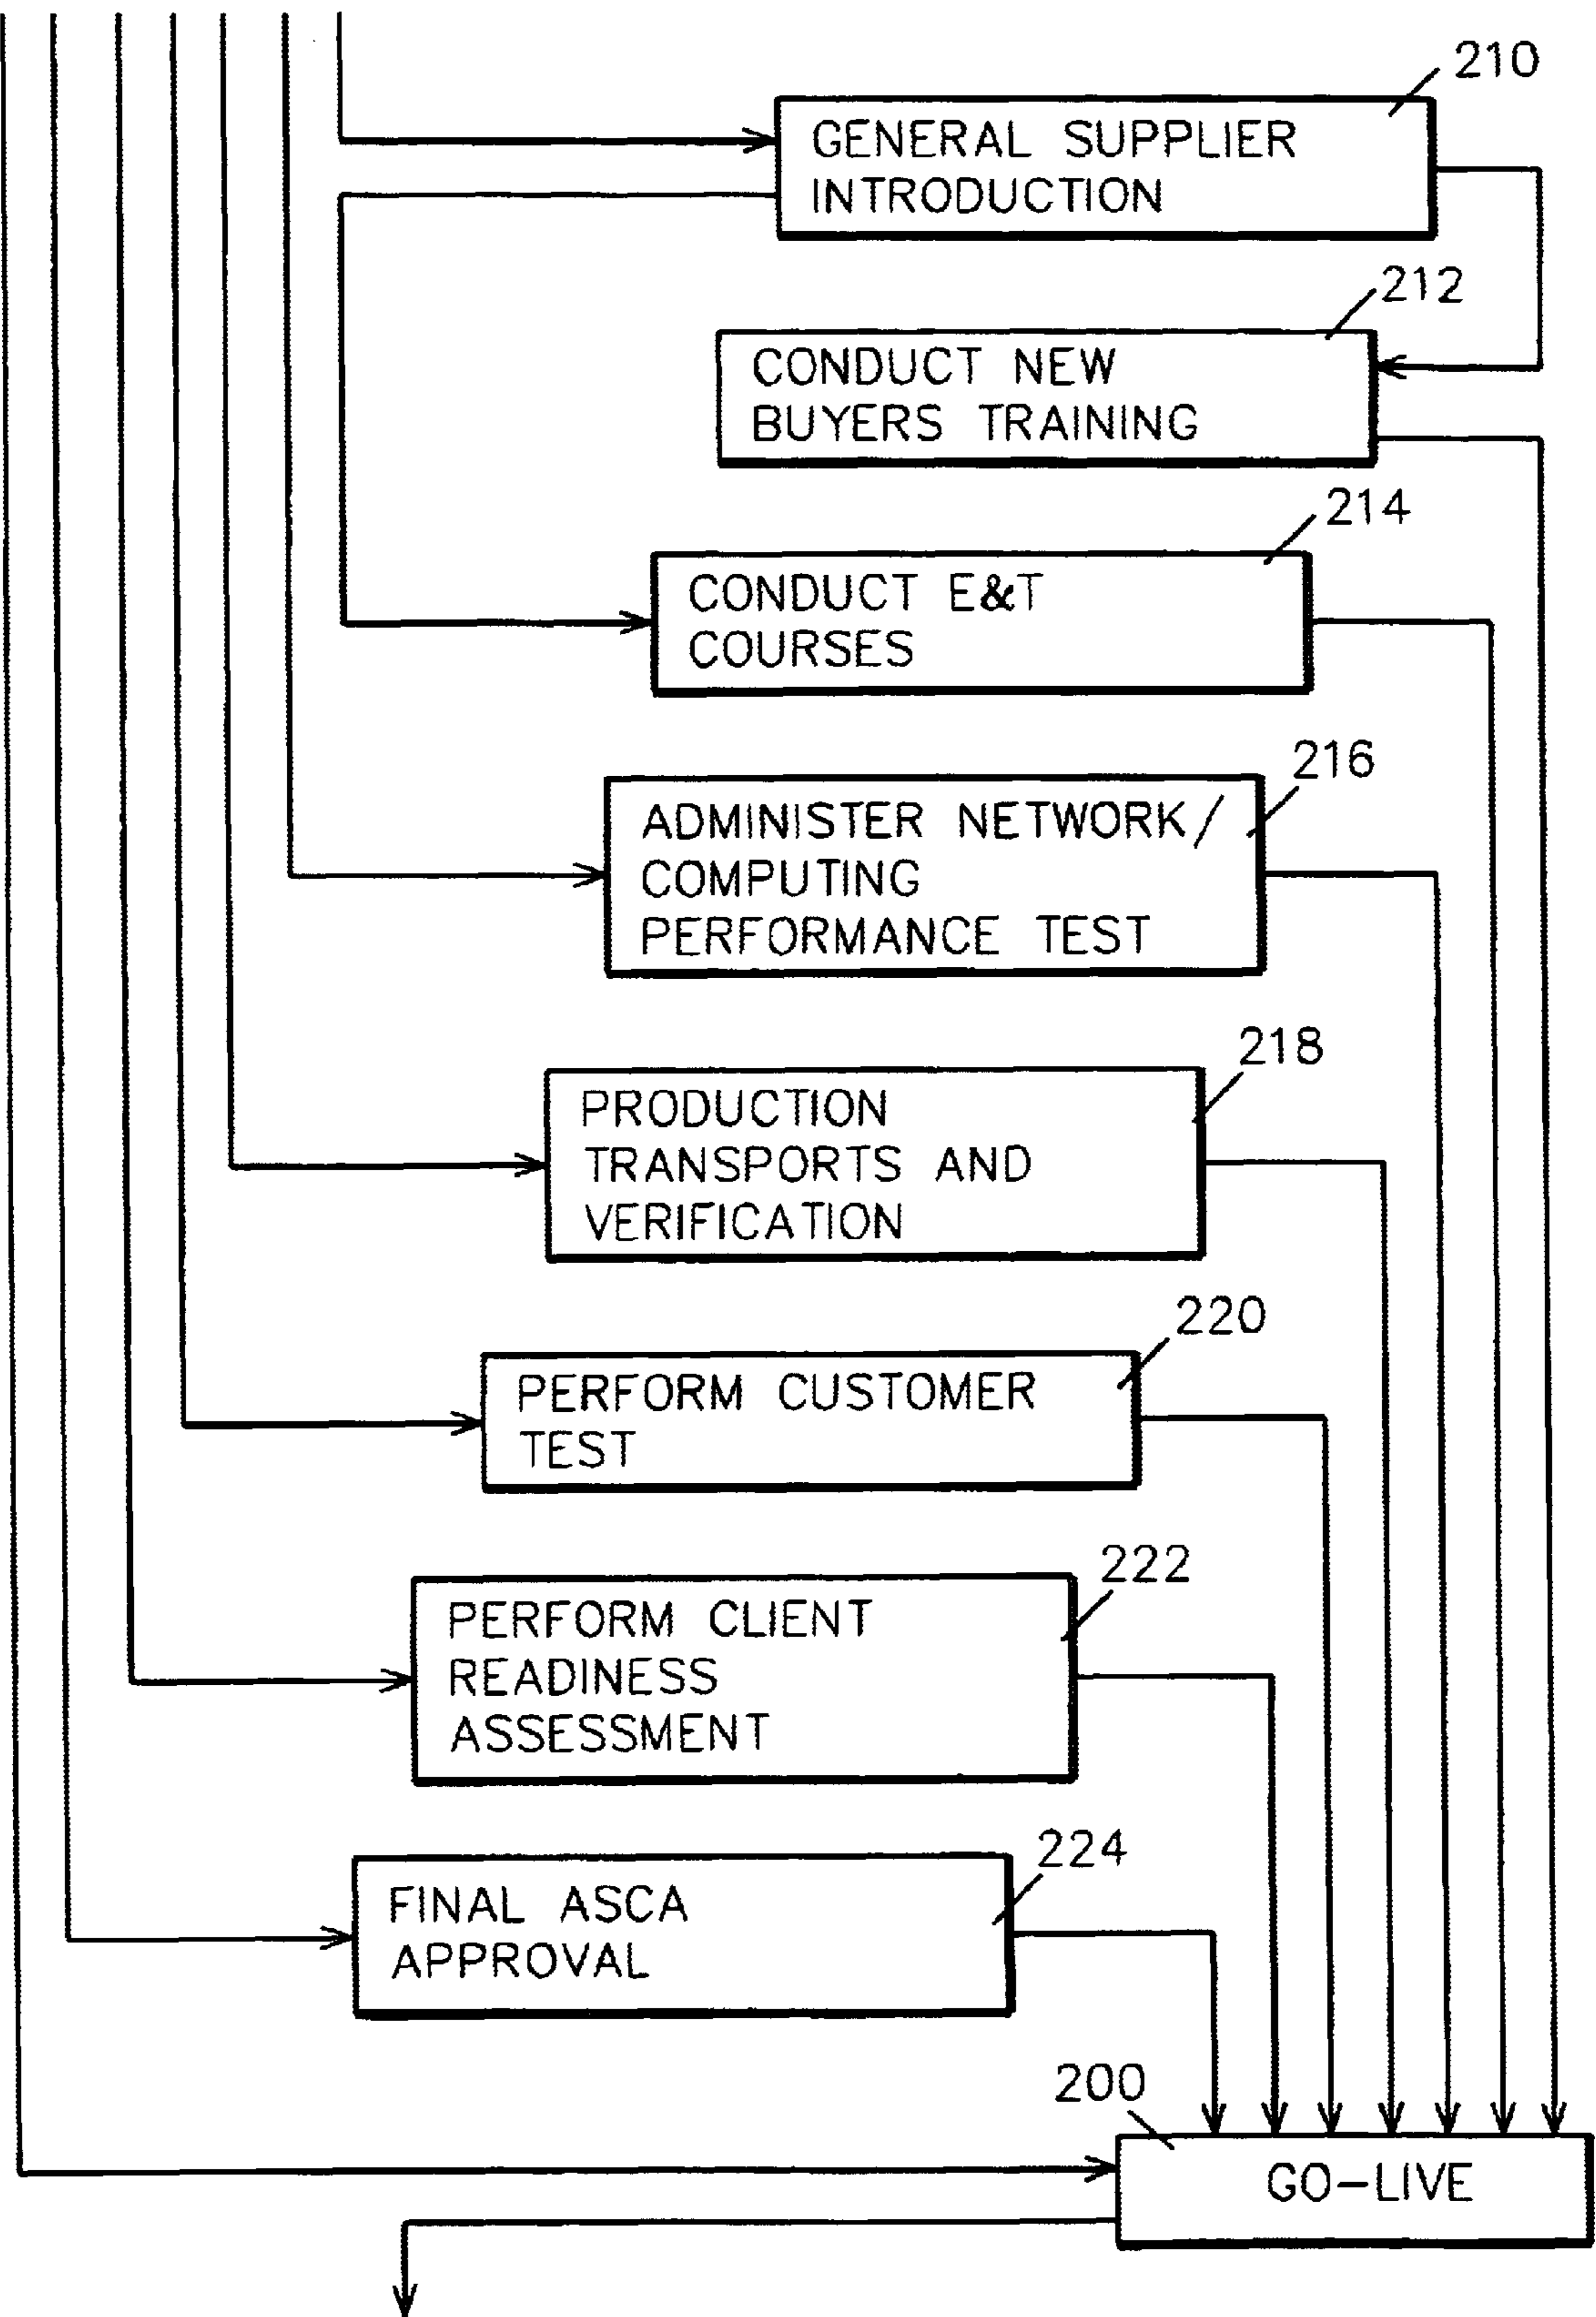 210
GENERAL SUPPLIER
INTRODUCTION
212
CONDUCT NEW
BUYERS TRAINING
214
CONDUCT E&T
COURSES
216
ADMINISTER NETWORK/
COMPUTING
PERFORMANCE TEST
218
PRODUCTION
TRANSPORTS AND
VERIFICATION
220
PERFORM CUSTOMER
TEST
222
PERFORM CLIENT
READINESS
ASSESSMENT
224
FINAL ASCA
APPROVAL
200
GO-LIVE